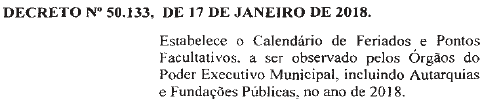 DECRETO Nº 50.133, DE 17 DE JANEIRO DE 2018.
Estabelece o Calendário de Feriados e Pontos
Facultativos, a ser observado pelos Órgãos do
Poder Executivo Municipal, incluindo Autarquias
e Fundações Públicas, no ano de 2018.